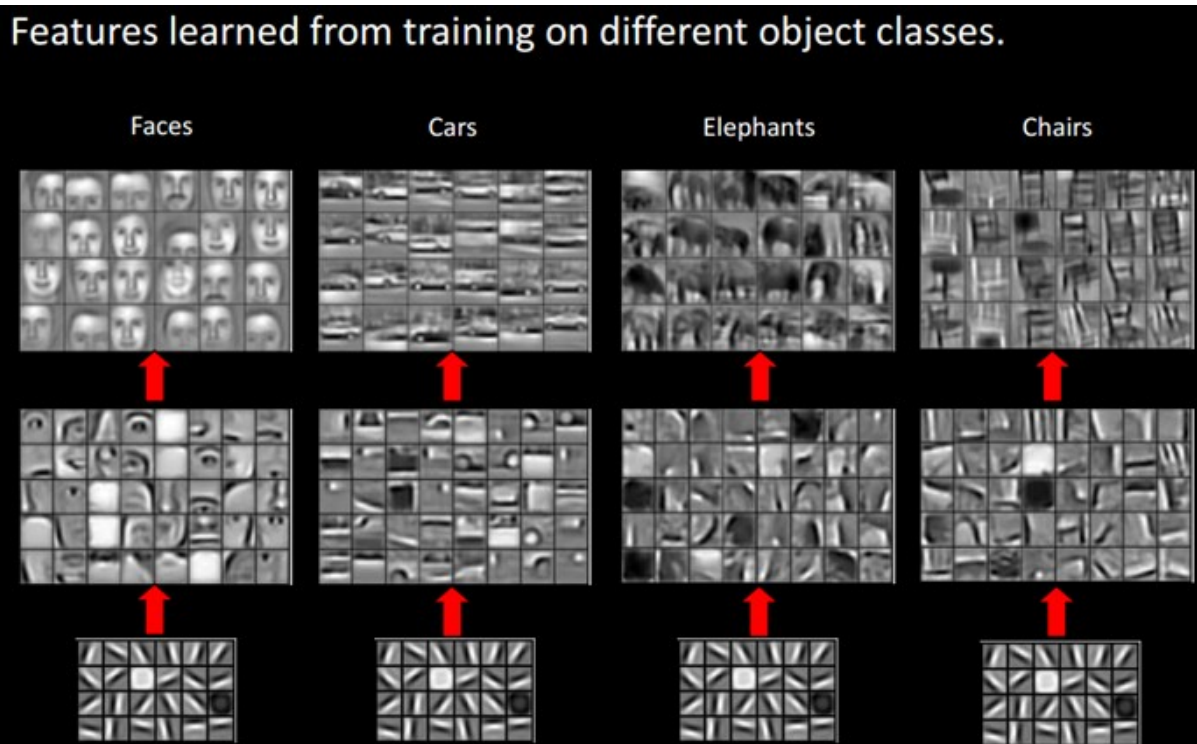 Features learned from training on different object classes.
Faces
Cars
Elephants
Chairs